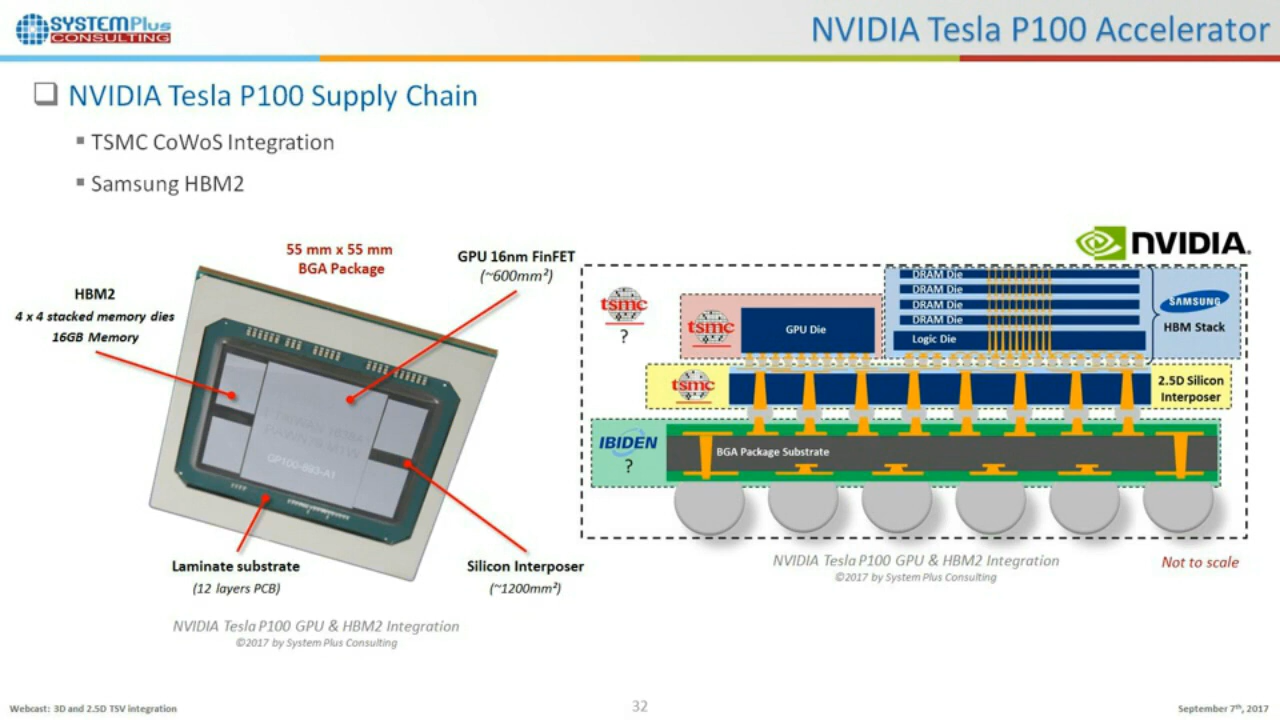 SYSTEMPlus
CONSULTING
NVIDIA Tesla P100 Accelerator
NVIDIA Tesla P100 Supply Chain
TSMC CoWoS Integration
Samsung HBM2
55 mm x 55 mm
BGA Package
GPU 16nm FinFET
(~600mm²)
HBM2
4 x 4 stacked memory dies
16GB Memory
GP100-893-A1
Laminate substrate
(12 layers PCB)
Silicon Interposer
(~1200mm²)
NVIDIA Tesla P100 GPU & HBM2 Integration
©2017 by System Plus Consulting
NVIDIA.
tsmc
?
tsmc
GPU Die
DRAM Die
DRAM Die
DRAM Die
DRAM Die
Logic Die
SAMSUNG
HBM Stack
tsmc
2.5D Silicon
Interposer
IBIDEN
?
BGA Package Substrate
NVIDIA Tesla P100 GPU & HBM2 Integration
©2017 by System Plus Consulting
Not to scale
Webcast: 3D and 2.5D TSV integration
32
September 7th, 2017